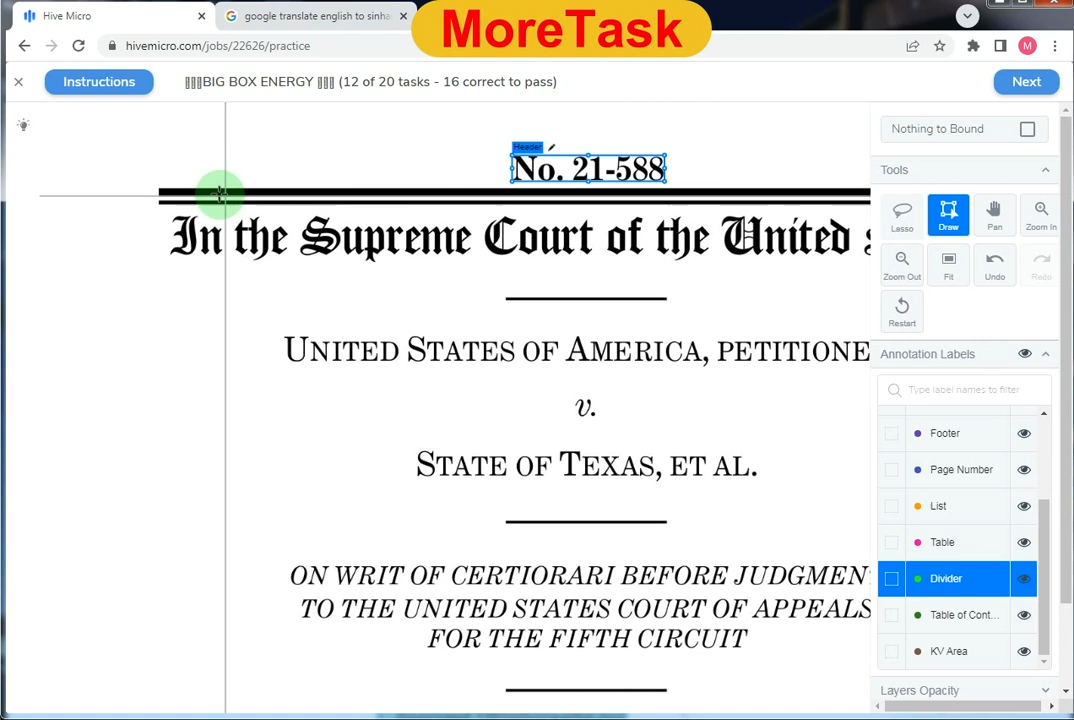 Hive Micro
google translate english to sinha
MoreTask
hivemicro.com/jobs/22626/practice
M
Instructions
BIG BOX ENERGY (12 of 20 tasks - 16 correct to pass)
Next
Nothing to Bound
Tools
Lasso
Draw
Pan
Zoom In
Zoom Out
Fit
Undo
Redo
Restart
Annotation Labels
Type label names to filter
Footer
Page Number
List
Table
Divider
Table of Cont...
KV Area
Layers Opacity
Header
No. 21-588
In the Supreme Court of the United s
UNITED STATES OF AMERICA, PETITIONE
v.
STATE OF TEXAS, ET AL.
ON WRIT OF CERTIORARI BEFORE JUDGMEN
TO THE UNITED STATES COURT OF APPEALS
FOR THE FIFTH CIRCUIT